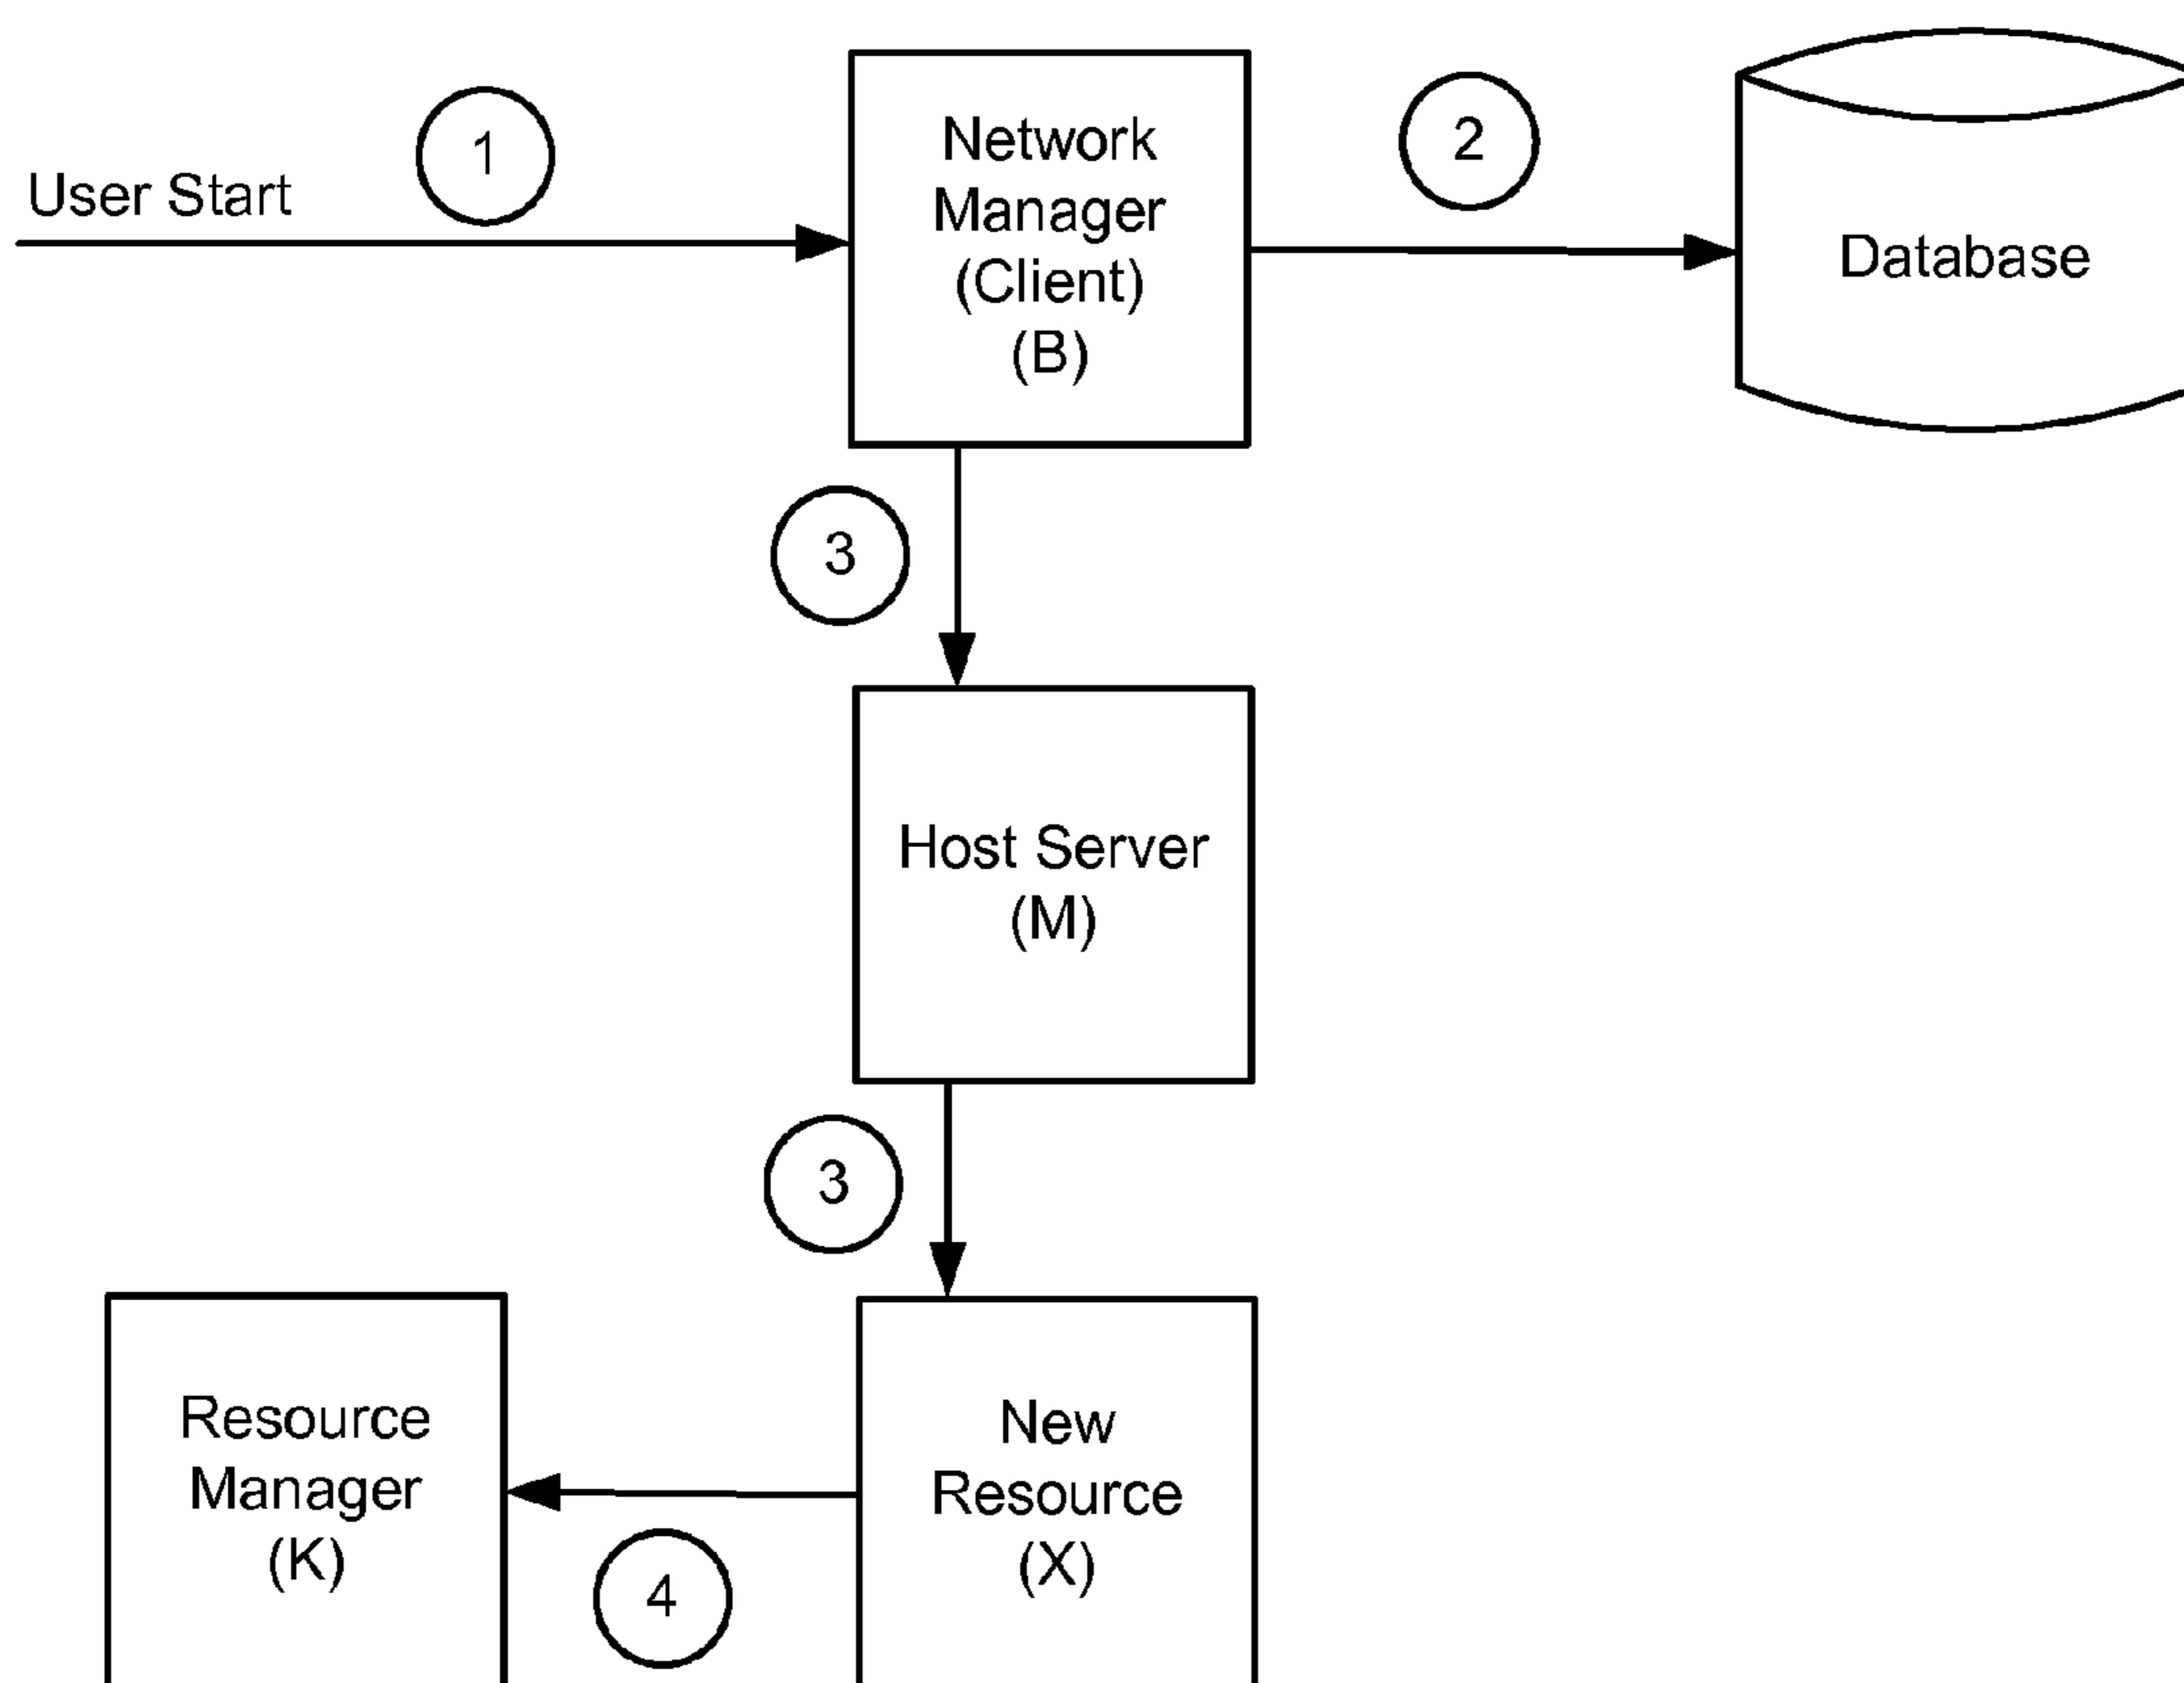 User Start
1
Network
Manager
(Client)
(B)
2
Database
3
Host Server
(M)
3
Resource
Manager
(K)
4
New
Resource
(X)